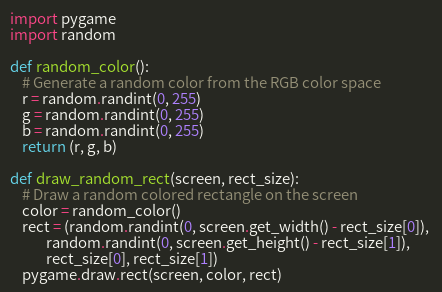 import pygame
import random

def random_color():
    # Generate a random color from the RGB color space
    r = random.randint(0, 255)
    g = random.randint(0, 255)
    b = random.randint(0, 255)
    return (r, g, b)

def draw_random_rect(screen, rect_size):
    # Draw a random colored rectangle on the screen
    color = random_color()
    rect = (random.randint(0, screen.get_width() - rect_size[0]),
            random.randint(0, screen.get_height() - rect_size[1]),
            rect_size[0], rect_size[1])
    pygame.draw.rect(screen, color, rect)